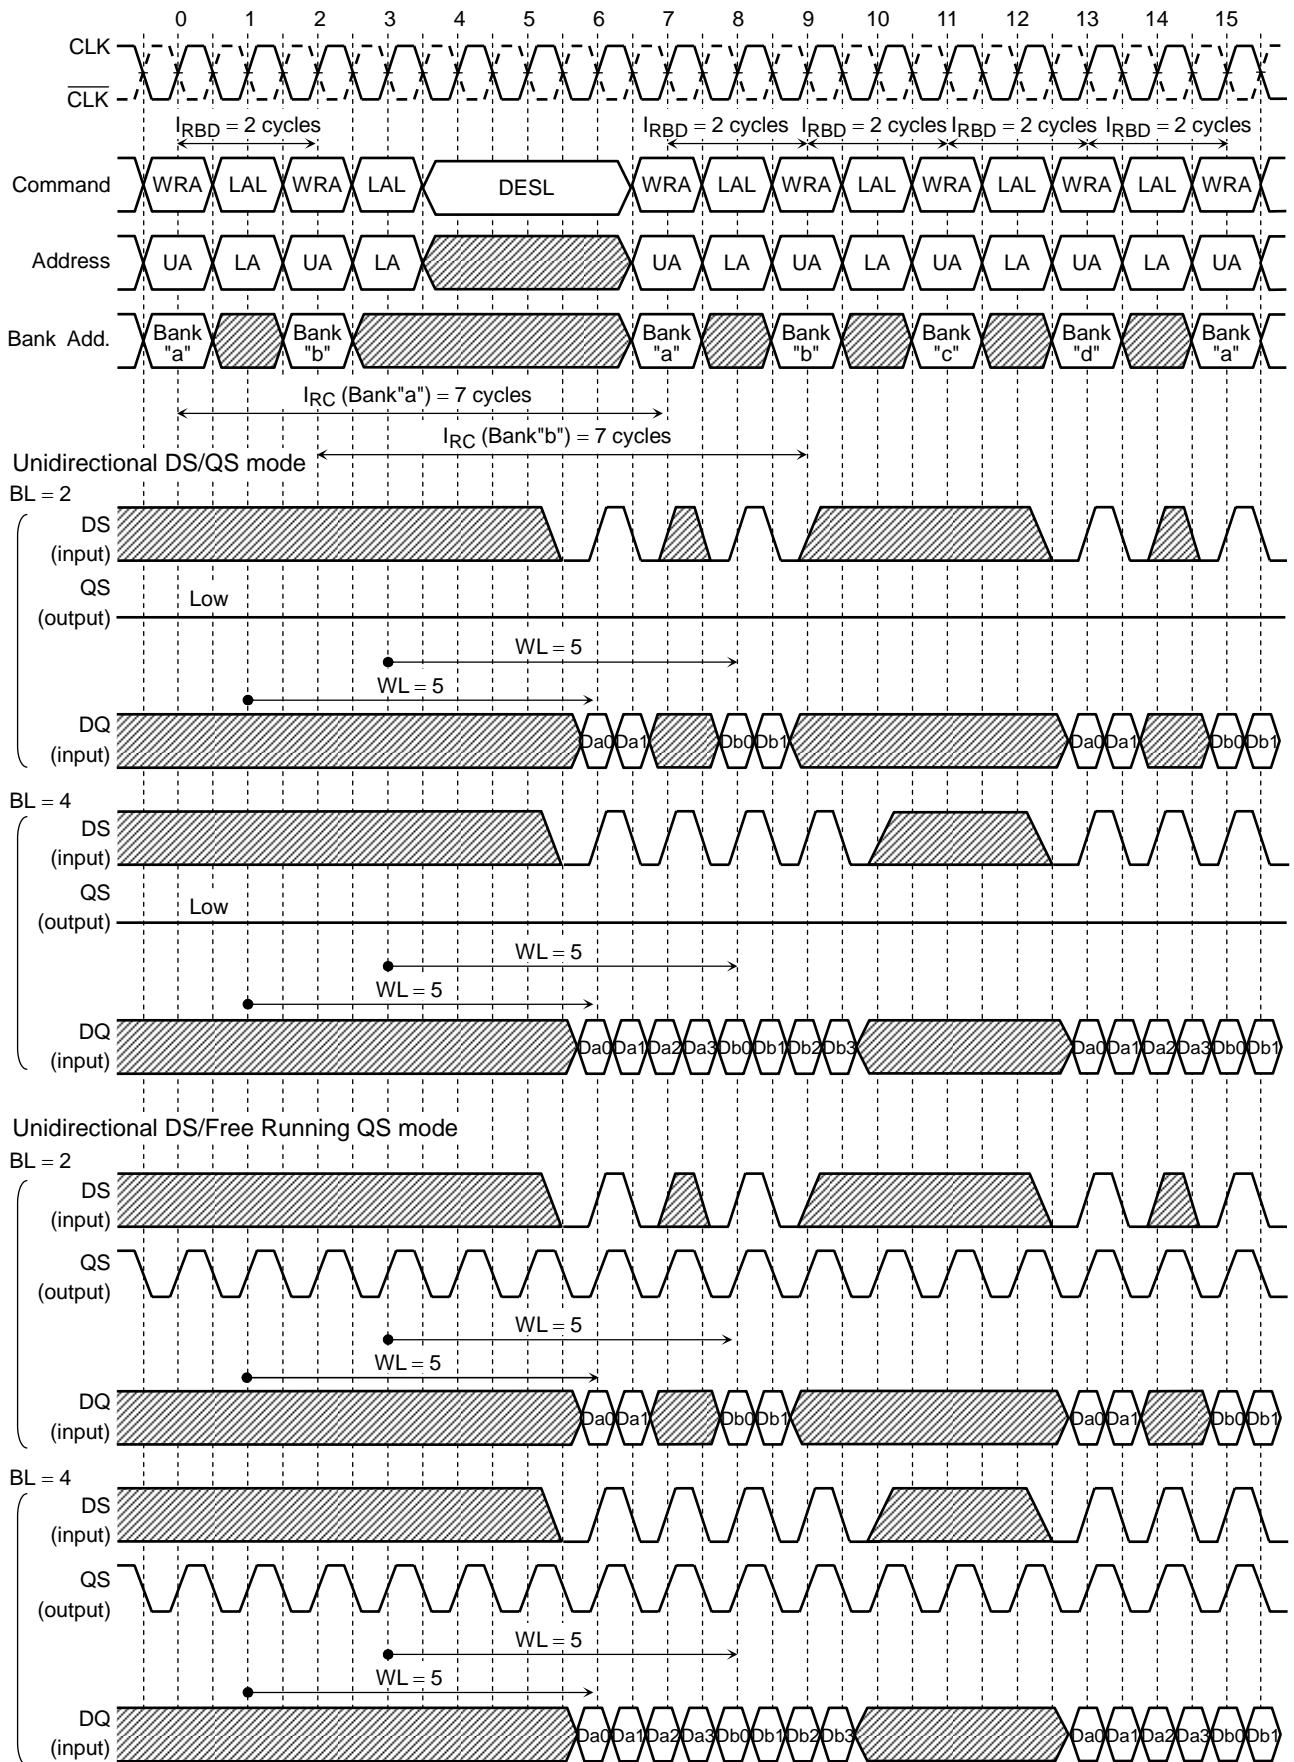 0 1 2 3 4 5 6 7 8 9 10 11 12 13 14 15
CLK
CLK
IRBD = 2 cycles IRBD = 2 cycles IRBD = 2 cycles IRBD = 2 cycles IRBD = 2 cycles
Command WRA LAL WRA LAL DESL WRA LAL WRA LAL WRA LAL WRA LAL WRA
Address UA LA UA LA UA LA UA LA UA LA UA LA UA
Bank Add. Bank "a" Bank "b" Bank "a" Bank "b" Bank "c" Bank "d" Bank "a"
IRC (Bank"a") = 7 cycles
IRC (Bank"b") = 7 cycles
Unidirectional DS/QS mode
BL = 2
DS
(input)
QS
(output) Low
WL = 5
WL = 5
DQ
(input) Da0 Da1 Db0 Db1 Da0 Da1 Db0 Db1
BL = 4
DS
(input)
QS
(output) Low
WL = 5
WL = 5
DQ
(input) Da0 Da1 Da2 Da3 Db0 Db1 Db2 Db3 Da0 Da1 Da2 Da3 Db0 Db1
Unidirectional DS/Free Running QS mode
BL = 2
DS
(input)
QS
(output)
WL = 5
WL = 5
DQ
(input) Da0 Da1 Db0 Db1 Da0 Da1 Db0 Db1
BL = 4
DS
(input)
QS
(output)
WL = 5
WL = 5
DQ
(input) Da0 Da1 Da2 Da3 Db0 Db1 Db2 Db3 Da0 Da1 Da2 Da3 Db0 Db1